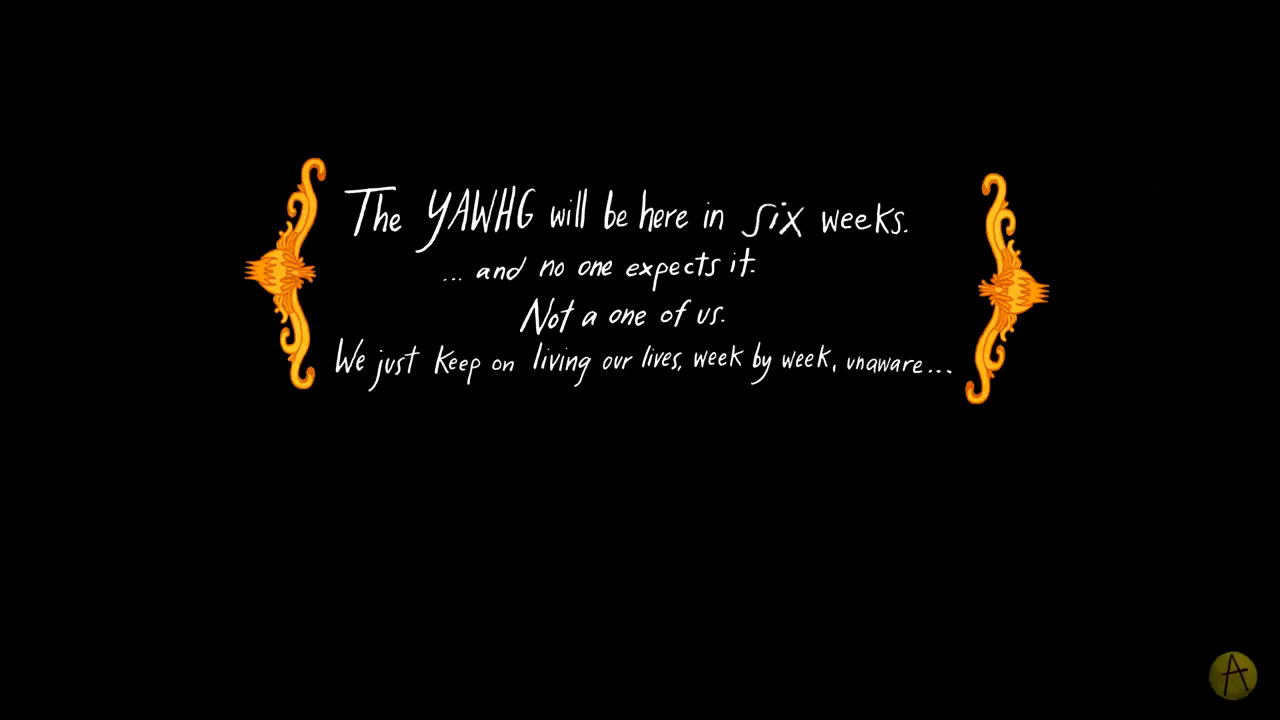 The YAWHG will be here in six weeks.
... and no one expects it.
Not a one of us.
We just keep on living our lives, week by week, unaware...
A